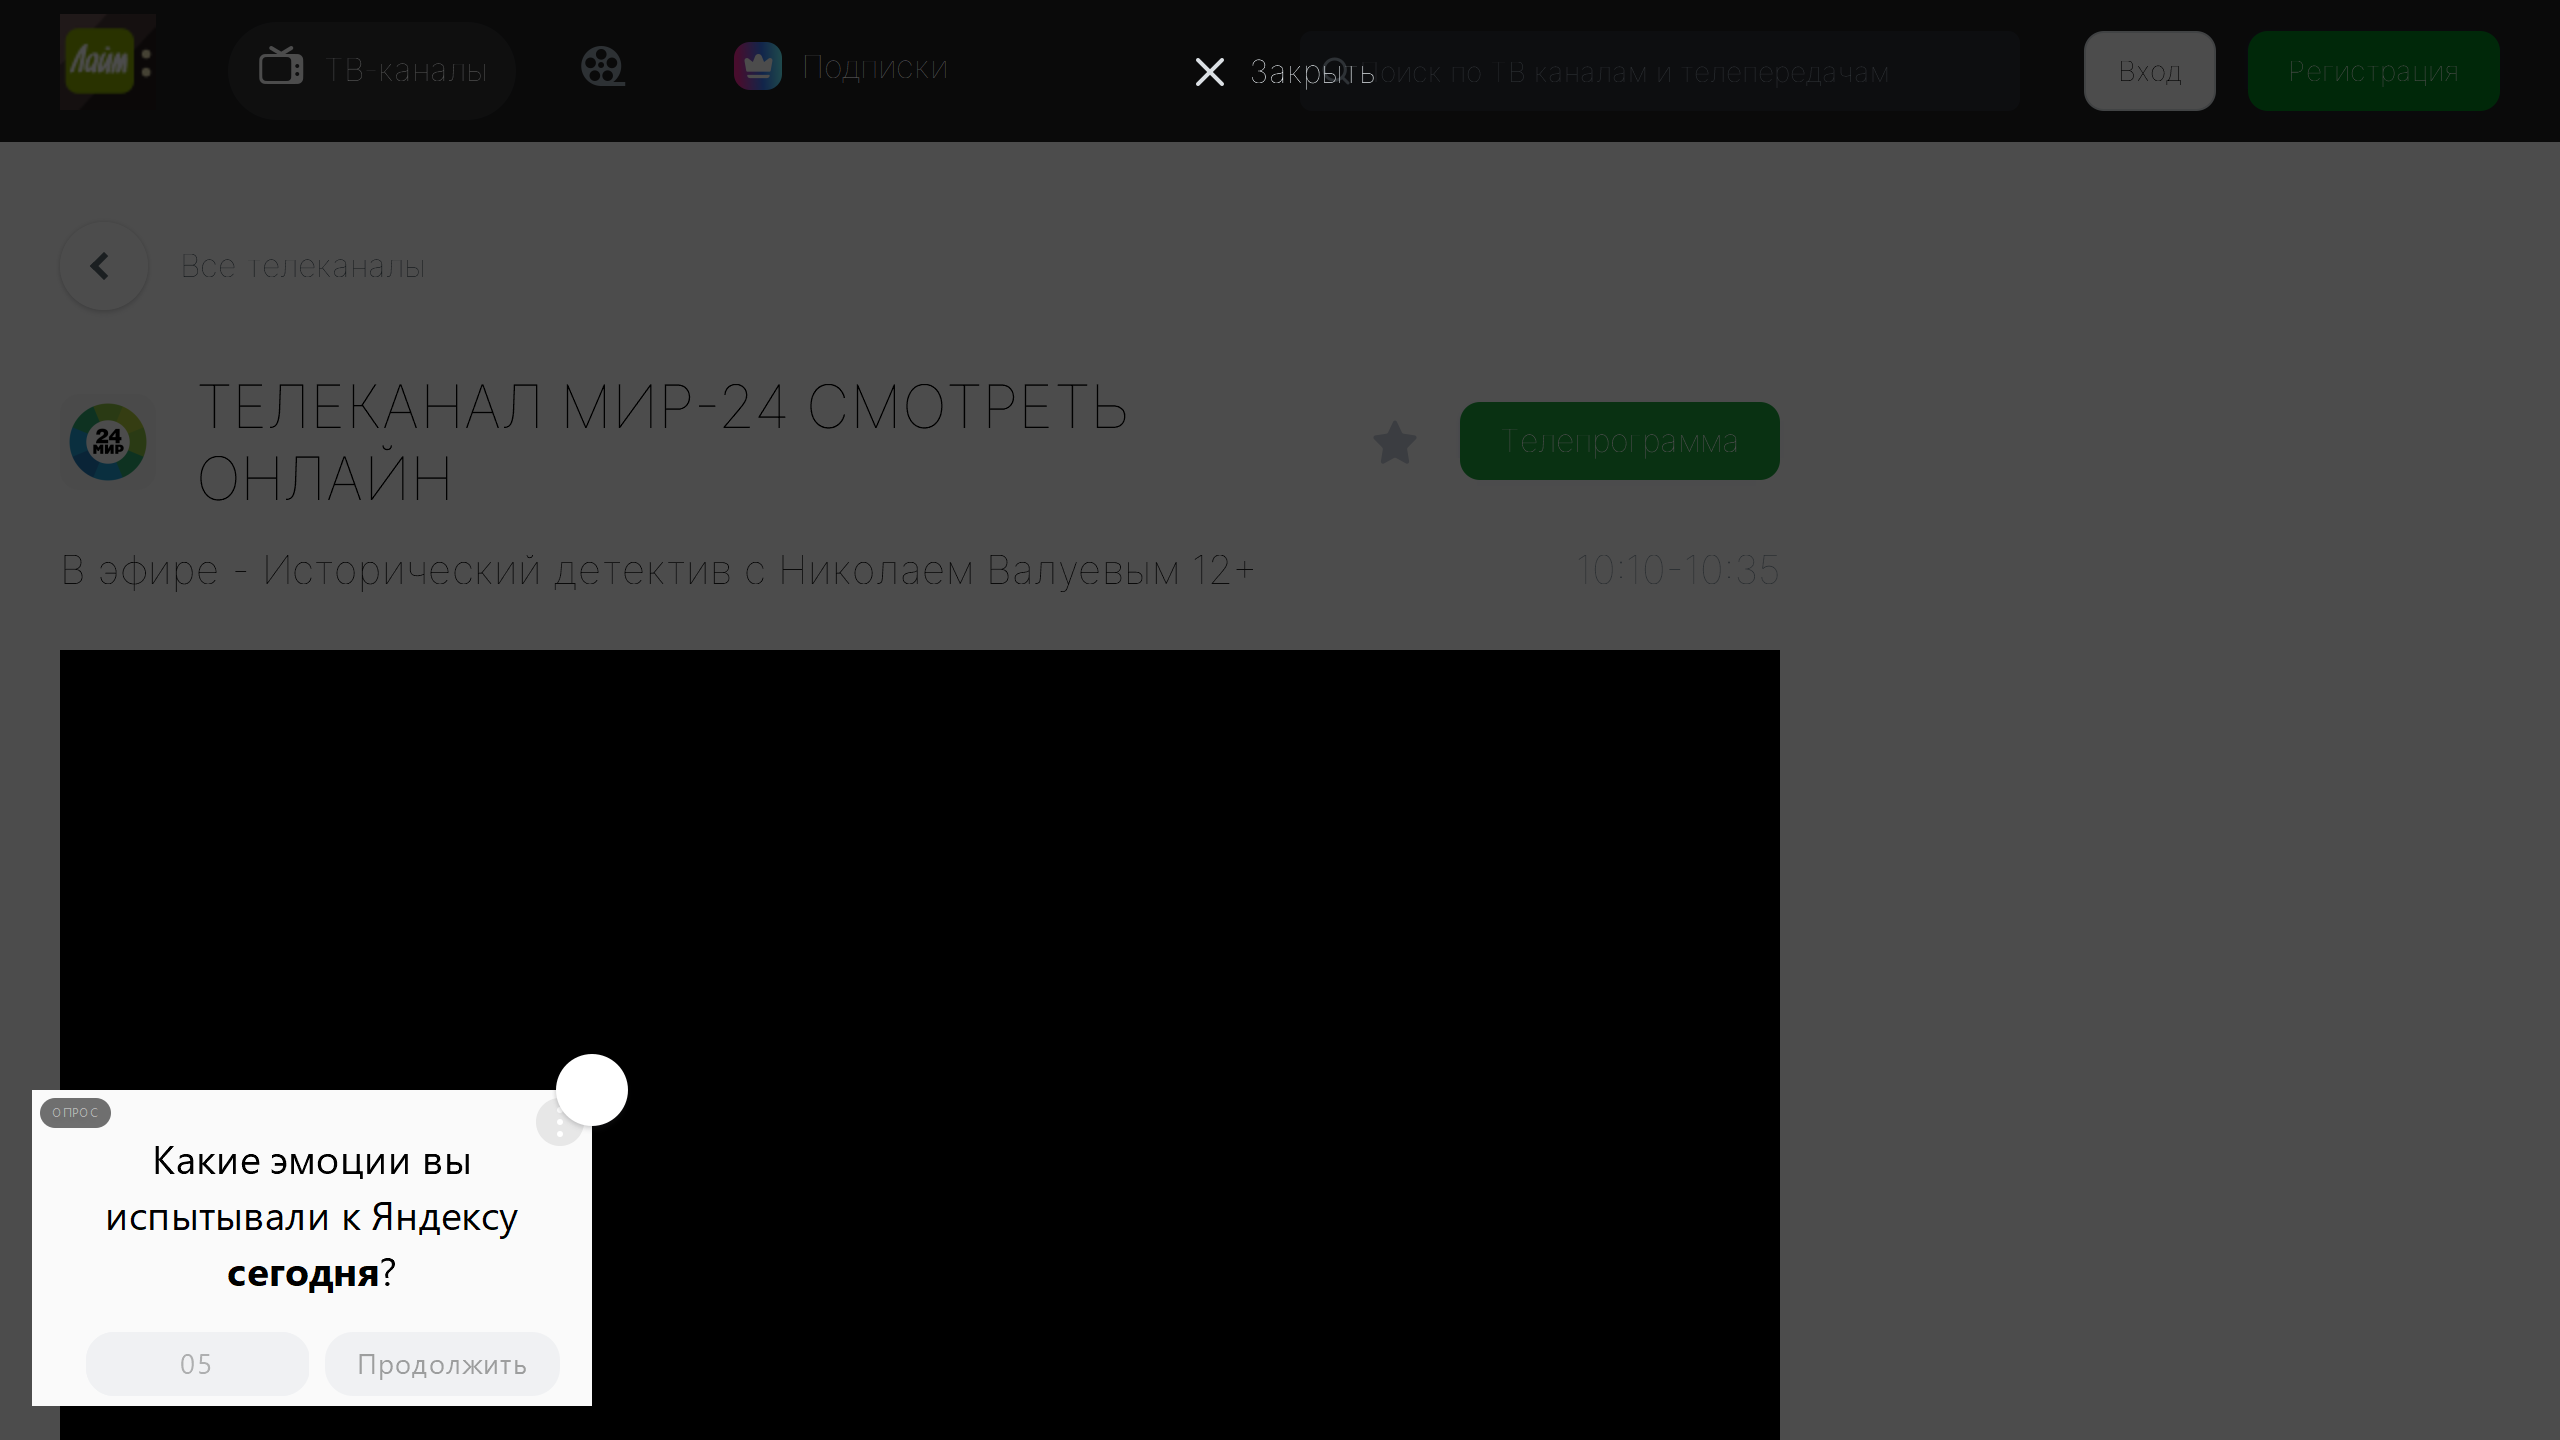 Лайм
ТВ-каналы
Подписки
Закрыть
Поиск по ТВ каналам и телепередачам
Вход
Регистрация
Все телеканалы
24
МИР
ТЕЛЕКАНАЛ МИР-24 СМОТРЕТЬ
ОНЛАЙН
Телепрограмма
В эфире - Исторический детектив с Николаем Валуевым 12+
10:10-10:35
ОПРОС
Какие эмоции вы
испытывали к Яндексу
сегодня?
05
Продолжить